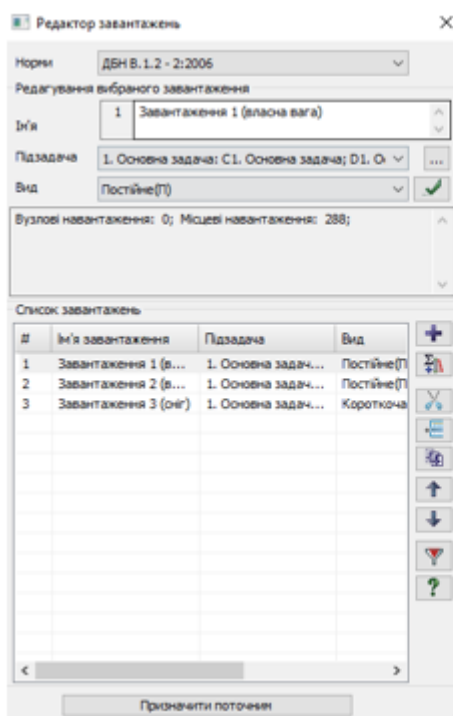 Редактор завантажень
Норми ДБН В.1.2 - 2:2006
Редагування вибраного завантаження
Ім'я 1 Завантаження 1 (власна вага)
Підзадача 1. Основна задача: C1. Основна задача; D1. О ...
Вид Постійне(П)
Вузлові навантаження: 0; Місцеві навантаження: 288;
Список завантажень
# Ім'я завантаження Підзадача Вид
1 Завантаження 1 (в... 1. Основна задач... Постійне(П
2 Завантаження 2 (в... 1. Основна задач... Постійне(П
3 Завантаження 3 (сніг) 1. Основна задач... Короткоча
Призначити поточним